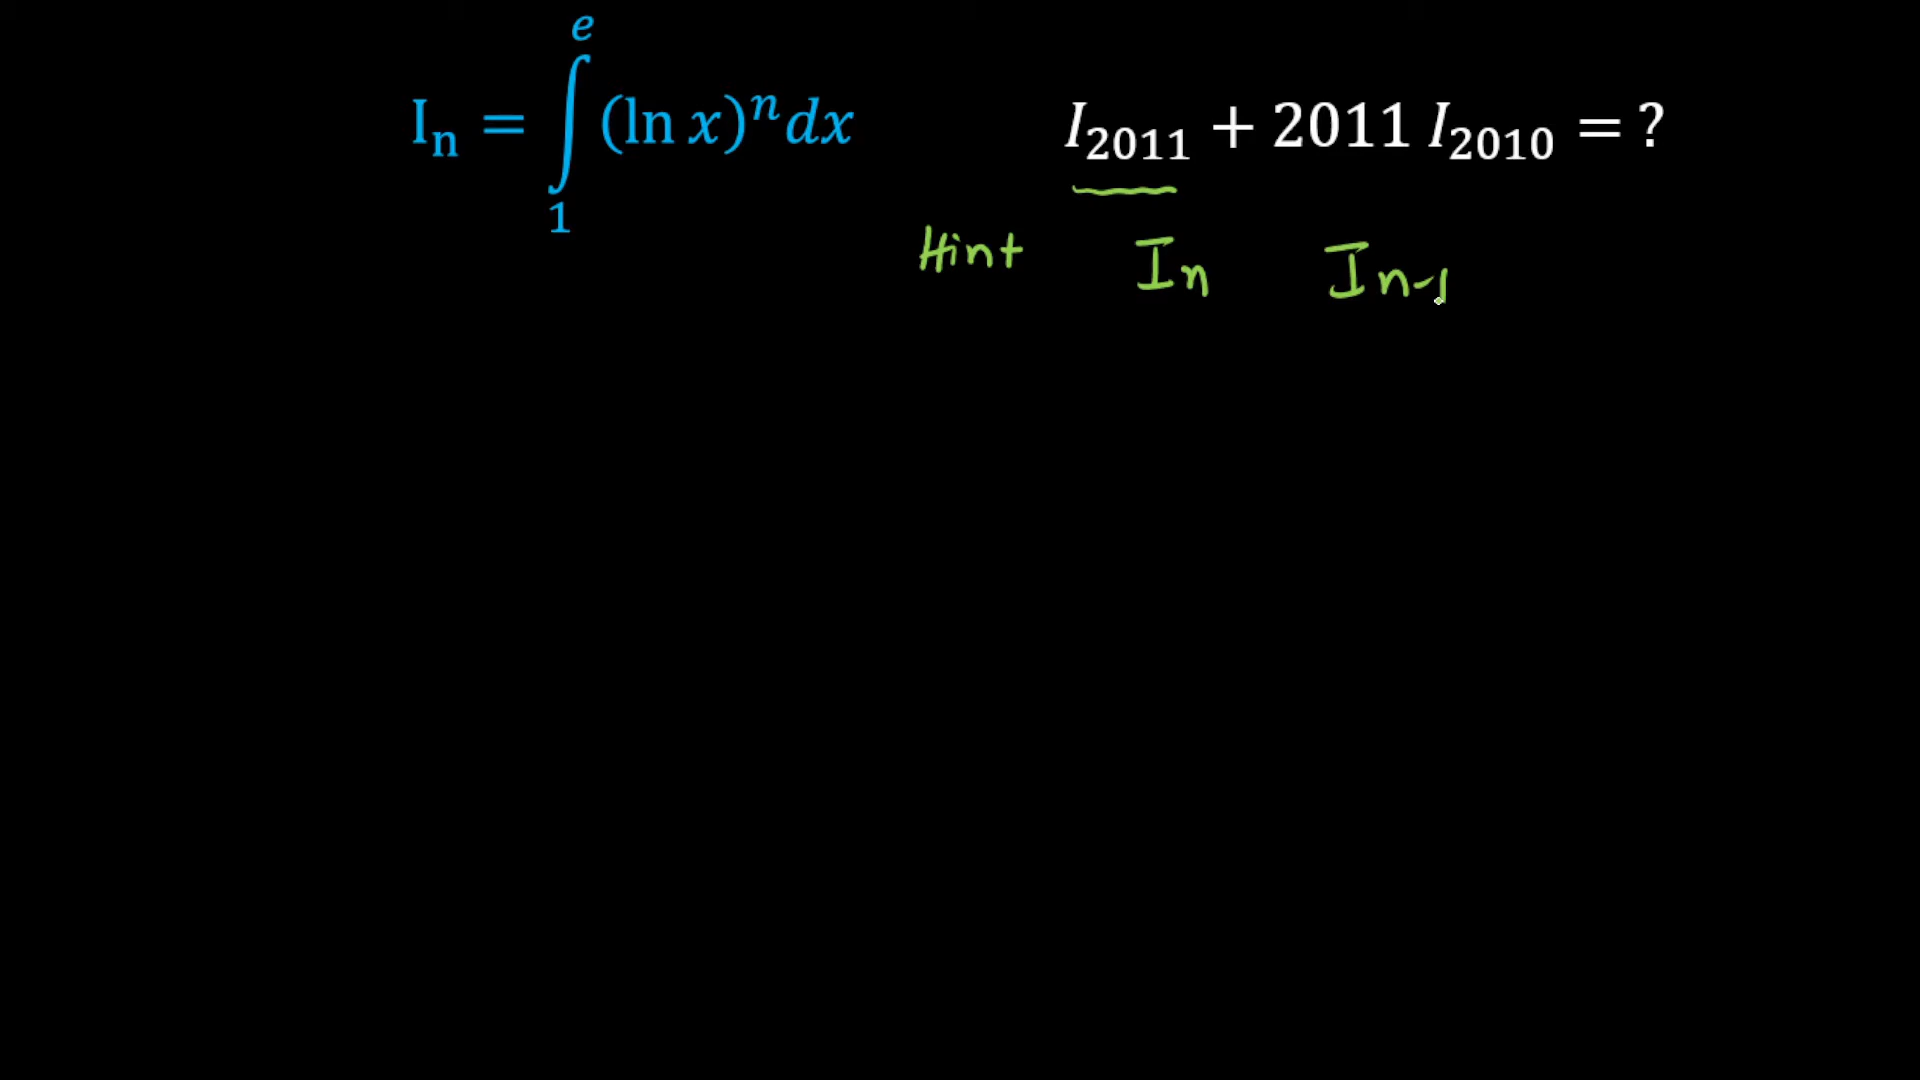 Iₙ = ∫₁ᵉ (ln x)ⁿ dx
I₂₀₁₁ + 2011 I₂₀₁₀ = ?
Hint Iₙ Iₙ₋₁